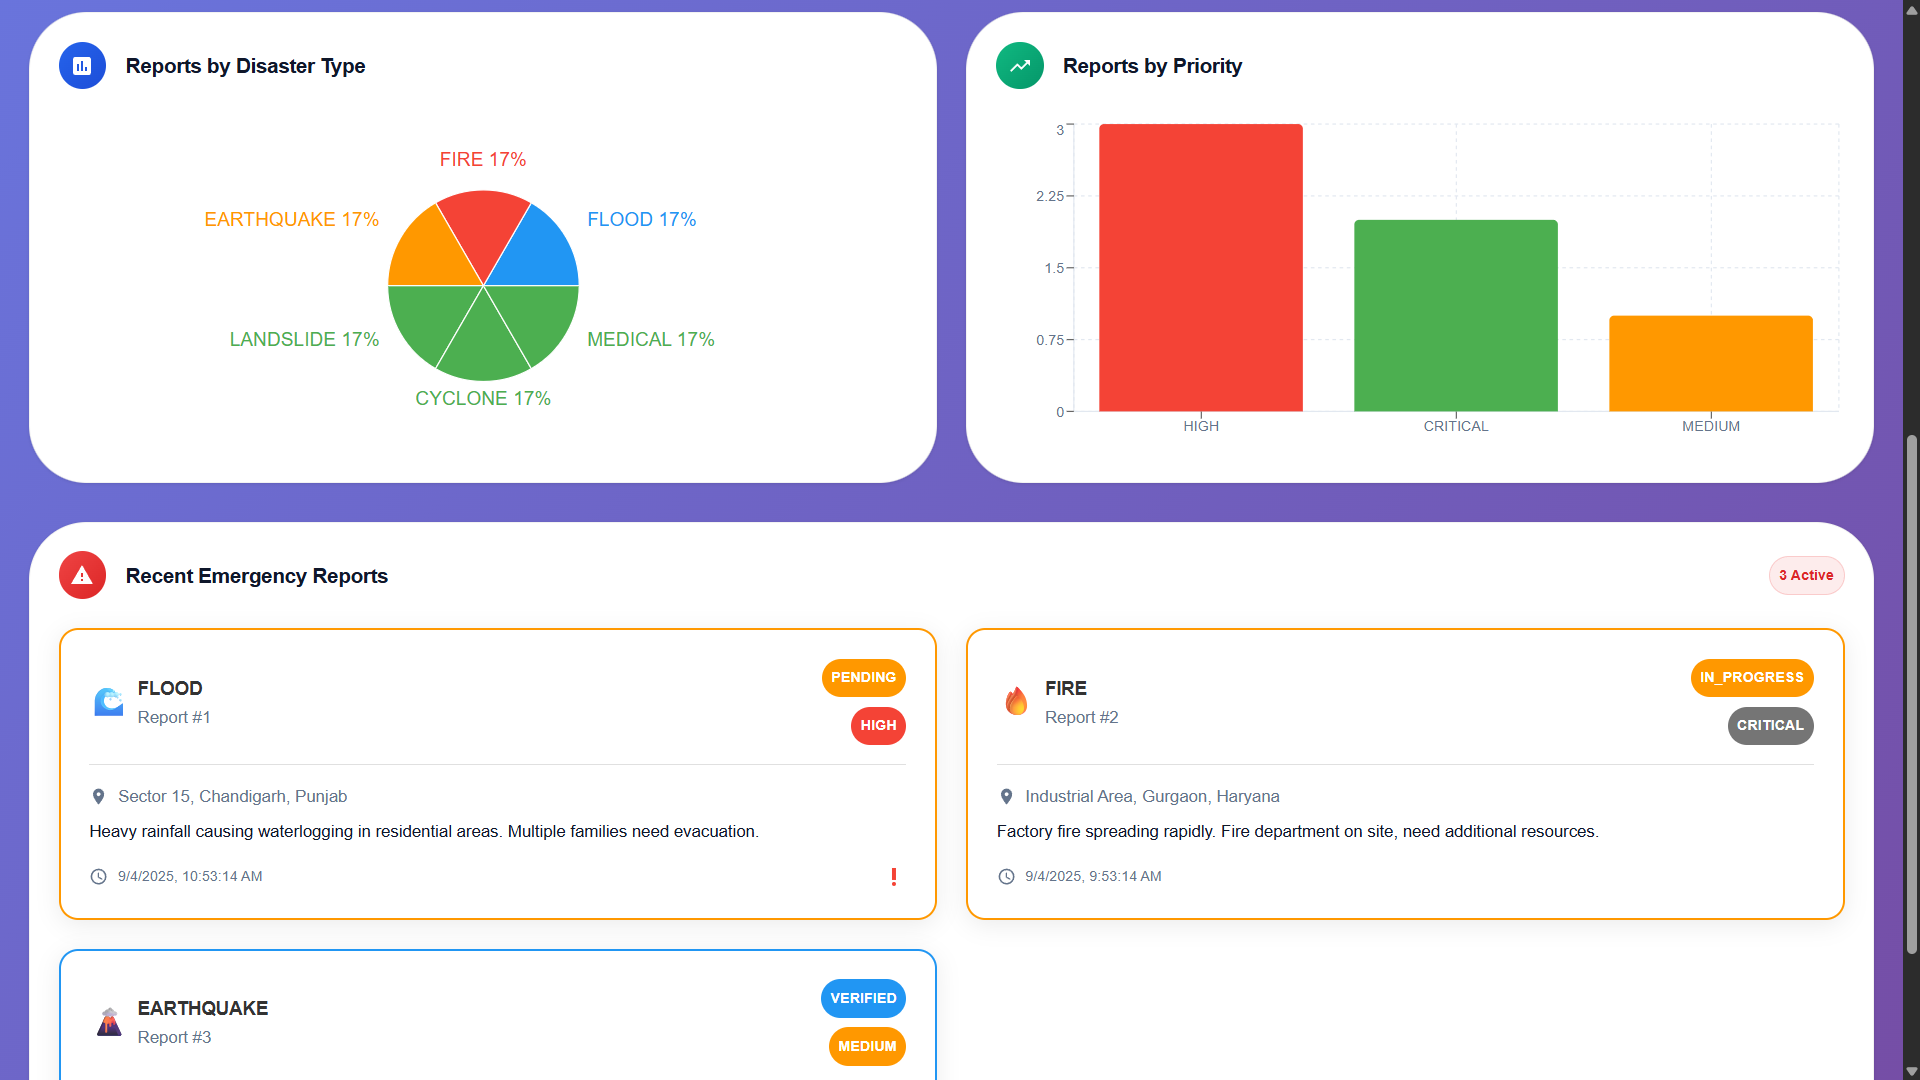 Reports by Disaster Type
FIRE 17%
EARTHQUAKE 17%
FLOOD 17%
LANDSLIDE 17%
MEDICAL 17%
CYCLONE 17%
Reports by Priority
3
2.25
1.5
0.75
0
HIGH
CRITICAL
MEDIUM
Recent Emergency Reports
3 Active
FLOOD
Report #1
PENDING
HIGH
Sector 15, Chandigarh, Punjab
Heavy rainfall causing waterlogging in residential areas. Multiple families need evacuation.
9/4/2025, 10:53:14 AM
FIRE
Report #2
IN_PROGRESS
CRITICAL
Industrial Area, Gurgaon, Haryana
Factory fire spreading rapidly. Fire department on site, need additional resources.
9/4/2025, 9:53:14 AM
EARTHQUAKE
Report #3
VERIFIED
MEDIUM